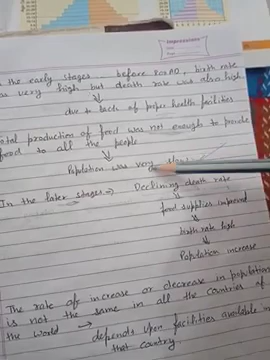 the early stages - before 1800 AD, birth rate
was very high but death rate was also high.
due to lack of proper health facilities
Total production of food was not enough to provide
food to all the people
Population was very slow
In the later stages → Declining death rate
food supplies improved
birth rate high
Population increase
The rate of increase or decrease in population
is not the same in all the countries of
the world → depends upon facilities available in
that country.